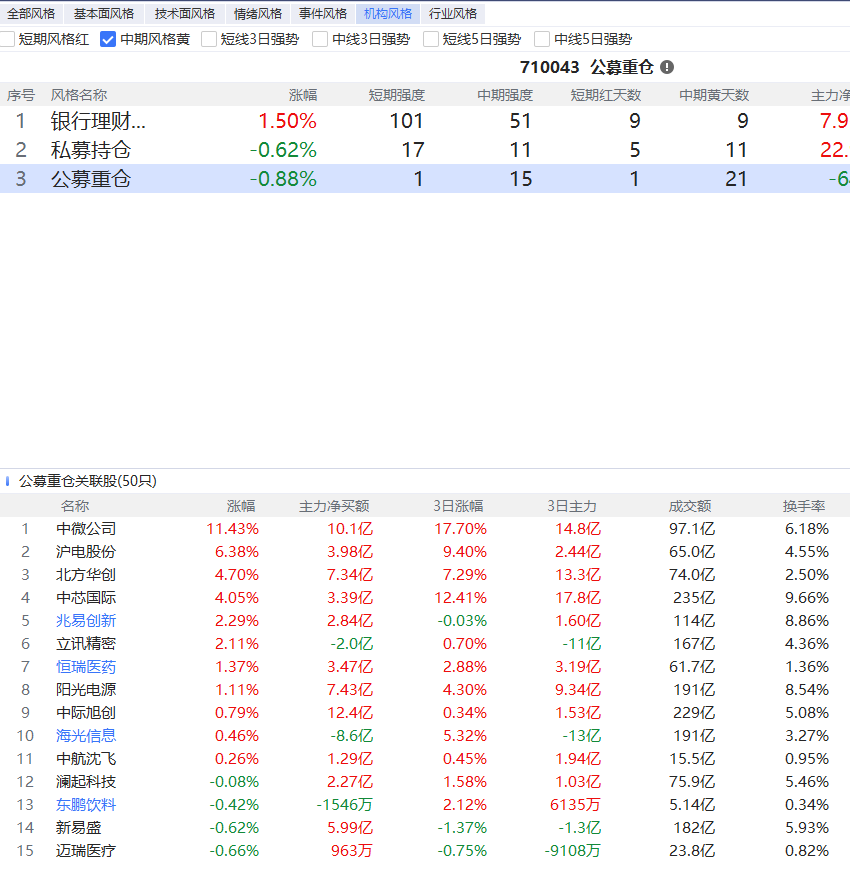 全部风格 基本面风格 技术面风格 情绪风格 事件风格 机构风格 行业风格
短期风格红 中期风格黄 短线3日强势 中线3日强势 短线5日强势 中线5日强势
710043 公募重仓
序号 风格名称 涨幅 短期强度 中期强度 短期红天数 中期黄天数 主力净
1 银行理财... 1.50% 101 51 9 9 7.9
2 私募持仓 -0.62% 17 11 5 11 22.
3 公募重仓 -0.88% 1 15 1 21 -6
公募重仓关联股(50只)
名称 涨幅 主力净买额 3日涨幅 3日主力 成交额 换手率
1 中微公司 11.43% 10.1亿 17.70% 14.8亿 97.1亿 6.18%
2 沪电股份 6.38% 3.98亿 9.40% 2.44亿 65.0亿 4.55%
3 北方华创 4.70% 7.34亿 7.29% 13.3亿 74.0亿 2.50%
4 中芯国际 4.05% 3.39亿 12.41% 17.8亿 235亿 9.66%
5 兆易创新 2.29% 2.84亿 -0.03% 1.60亿 114亿 8.86%
6 立讯精密 2.11% -2.0亿 0.70% -11亿 167亿 4.36%
7 恒瑞医药 1.37% 3.47亿 2.88% 3.19亿 61.7亿 1.36%
8 阳光电源 1.11% 7.43亿 4.30% 9.34亿 191亿 8.54%
9 中际旭创 0.79% 12.4亿 0.34% 1.53亿 229亿 5.08%
10 海光信息 0.46% -8.6亿 5.32% -13亿 191亿 3.27%
11 中航沈飞 0.26% 1.29亿 0.45% 1.94亿 15.5亿 0.95%
12 澜起科技 -0.08% 2.27亿 1.58% 1.03亿 75.9亿 5.46%
13 东鹏饮料 -0.42% -1546万 2.12% 6135万 5.14亿 0.34%
14 新易盛 -0.62% 5.99亿 -1.37% -1.3亿 182亿 5.93%
15 迈瑞医疗 -0.66% 963万 -0.75% -9108万 23.8亿 0.82%